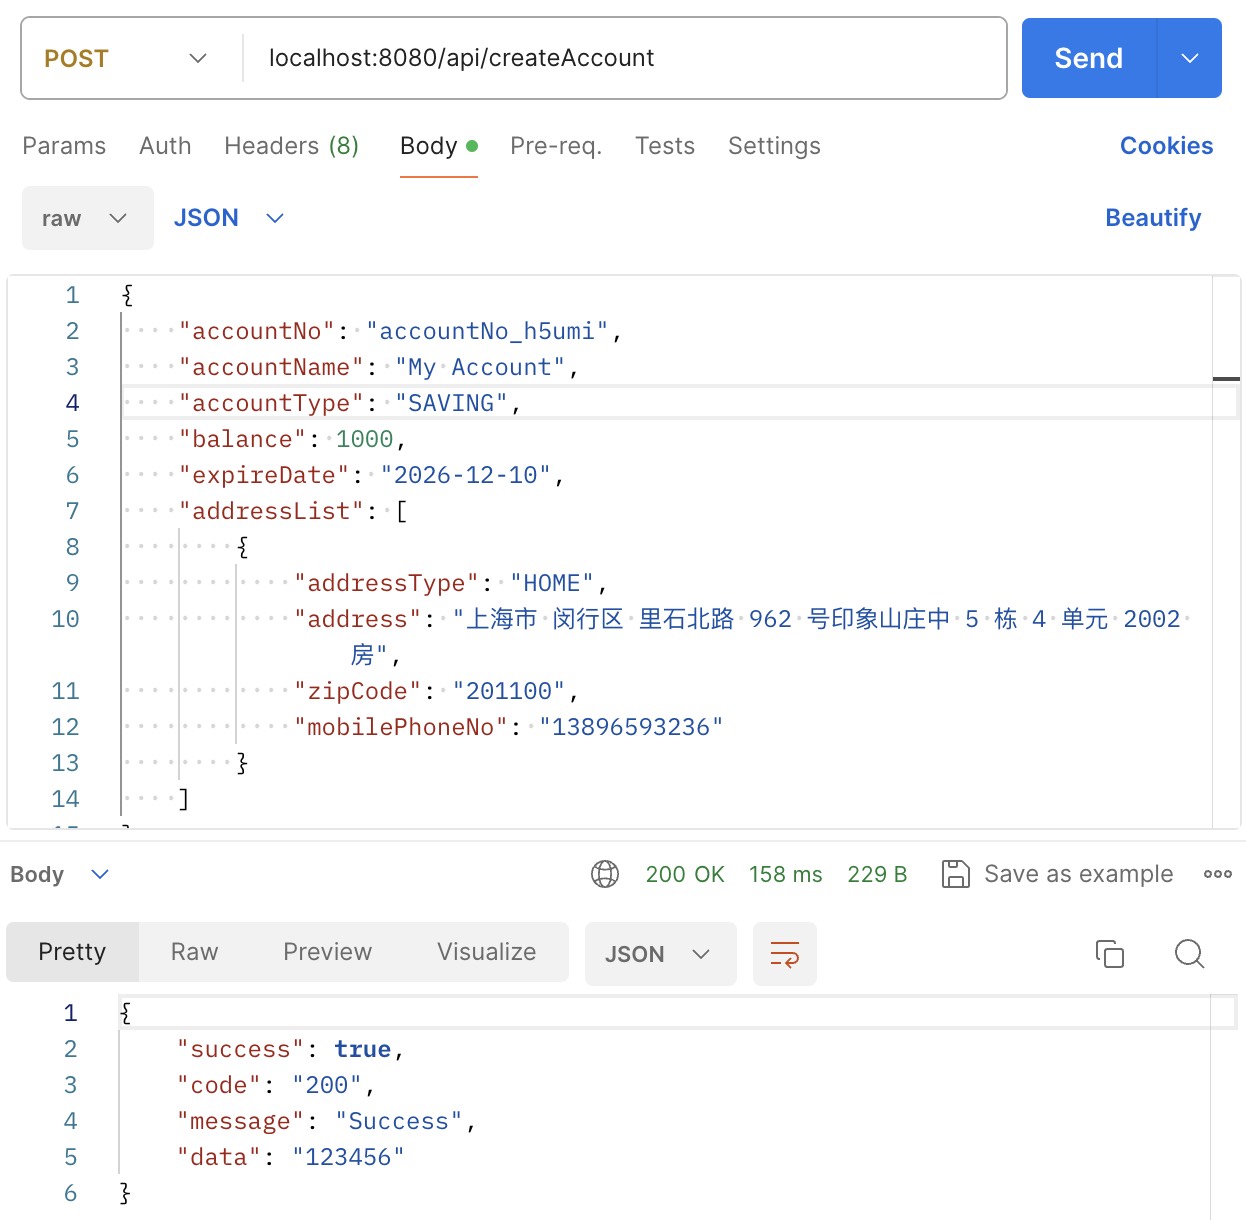 POST
localhost:8080/api/createAccount
Send
Params Auth Headers (8) Body Pre-req. Tests Settings Cookies
raw JSON Beautify
1 {
2 "accountNo": "accountNo_h5umi",
3 "accountName": "My Account",
4 "accountType": "SAVING",
5 "balance": 1000,
6 "expireDate": "2026-12-10",
7 "addressList": [
8 {
9 "addressType": "HOME",
10 "address": "上海市 闵行区 里石北路 962 号印象山庄中 5 栋 4 单元 2002
房",
11 "zipCode": "201100",
12 "mobilePhoneNo": "13896593236"
13 }
14 ]
Body 200 OK 158 ms 229 B Save as example
Pretty Raw Preview Visualize JSON
1 {
2 "success": true,
3 "code": "200",
4 "message": "Success",
5 "data": "123456"
6 }